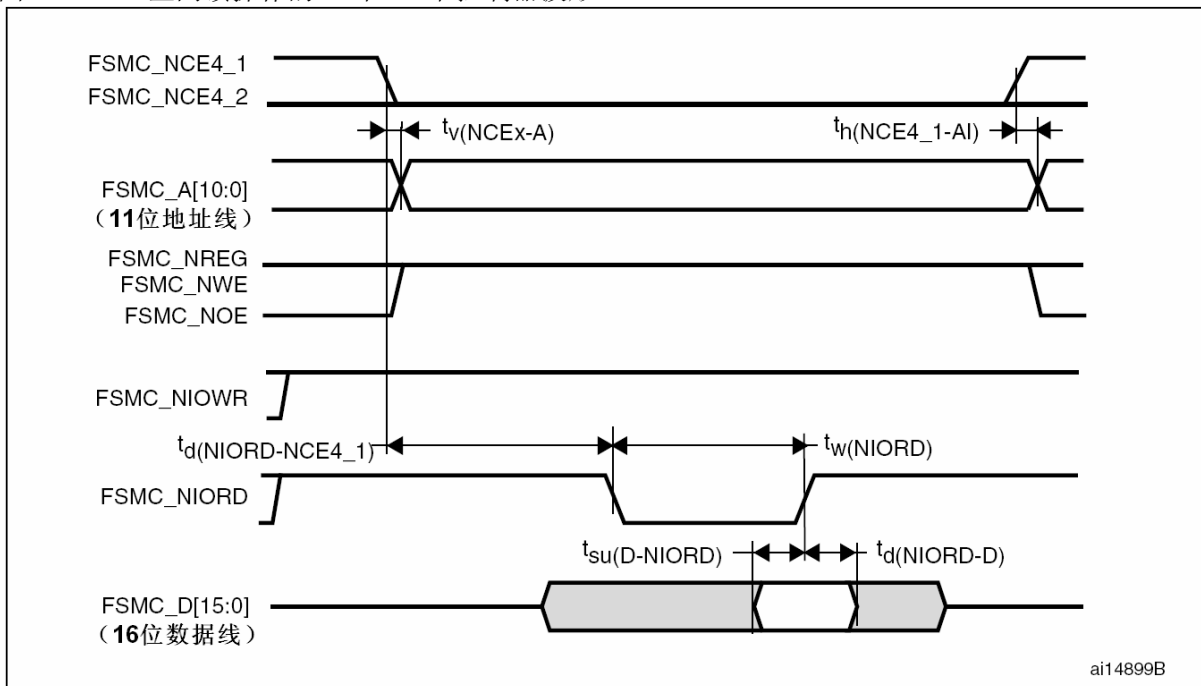 FSMC_NCE4_1
FSMC_NCE4_2
tv(NCEx-A)
th(NCE4_1-AI)
FSMC_A[10:0]
（11位地址线）
FSMC_NREG
FSMC_NWE
FSMC_NOE
FSMC_NIOWR
td(NIORD-NCE4_1)
tw(NIORD)
FSMC_NIORD
tsu(D-NIORD)
td(NIORD-D)
FSMC_D[15:0]
（16位数据线）
ai14899B